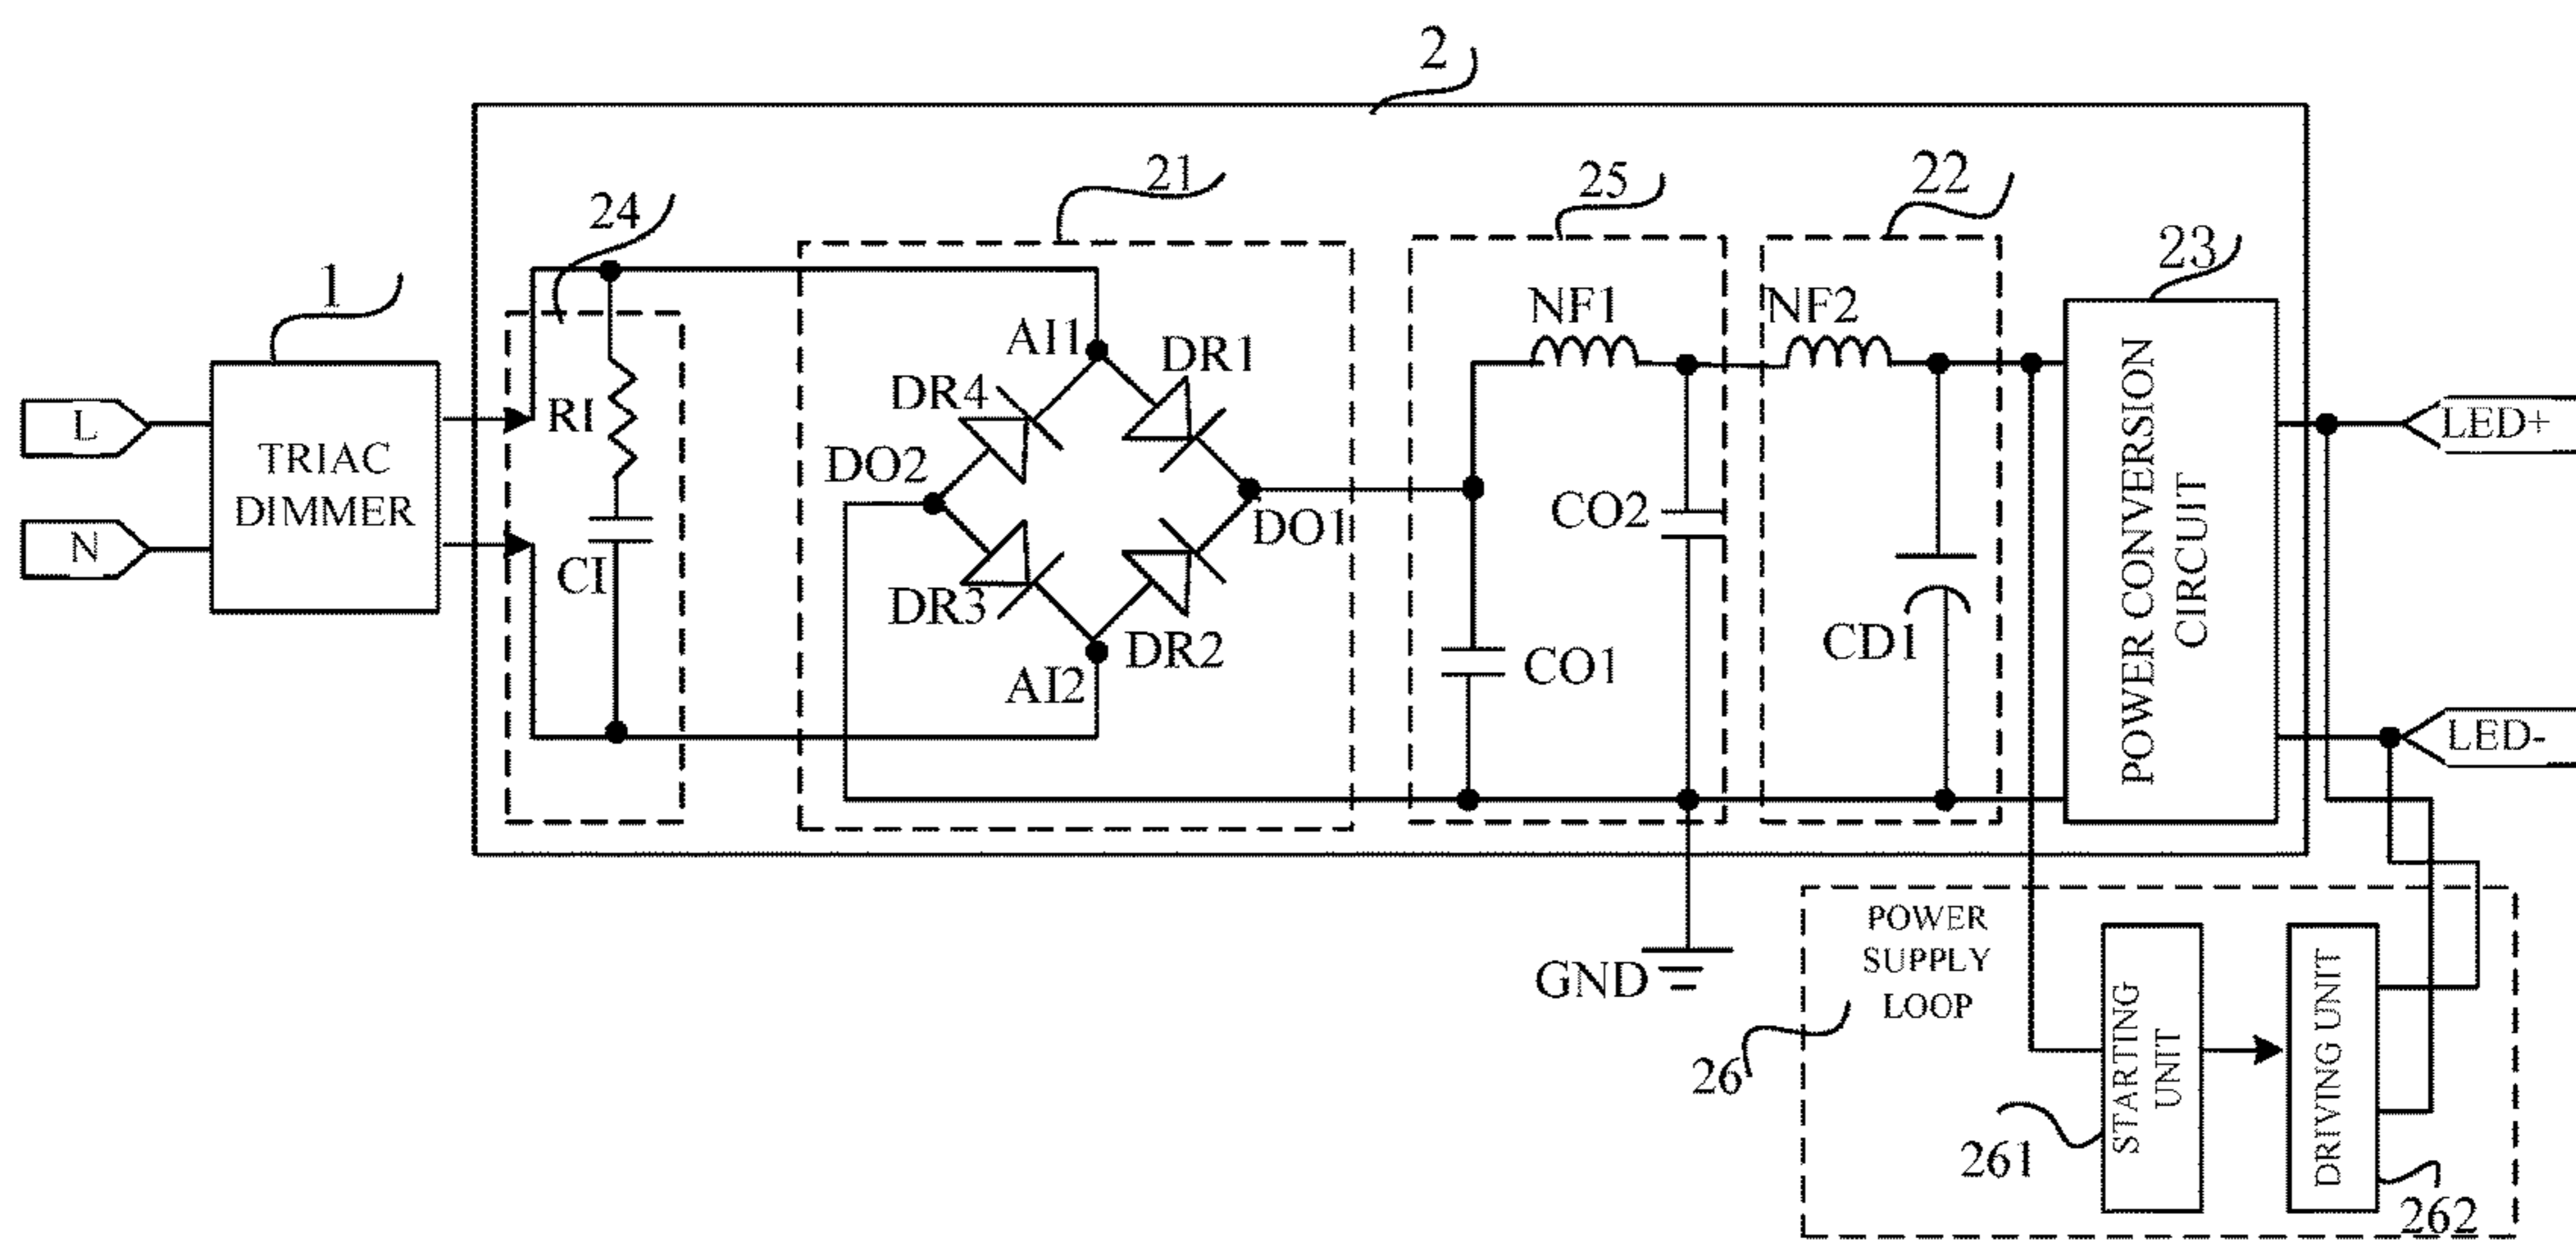 2
21
25
22
24
23
1
NF1
NF2
AI1
DR1
DR4
L
TRIAC
DIMMER
RI
DO2
LED+
CO2
DO1
N
CI
DR3
DR2
CO1
CD1
AI2
POWER CONVERSION
CIRCUIT
LED-
GND
POWER
SUPPLY
LOOP
26
STARTING
UNIT
DRIVING UNIT
261
262